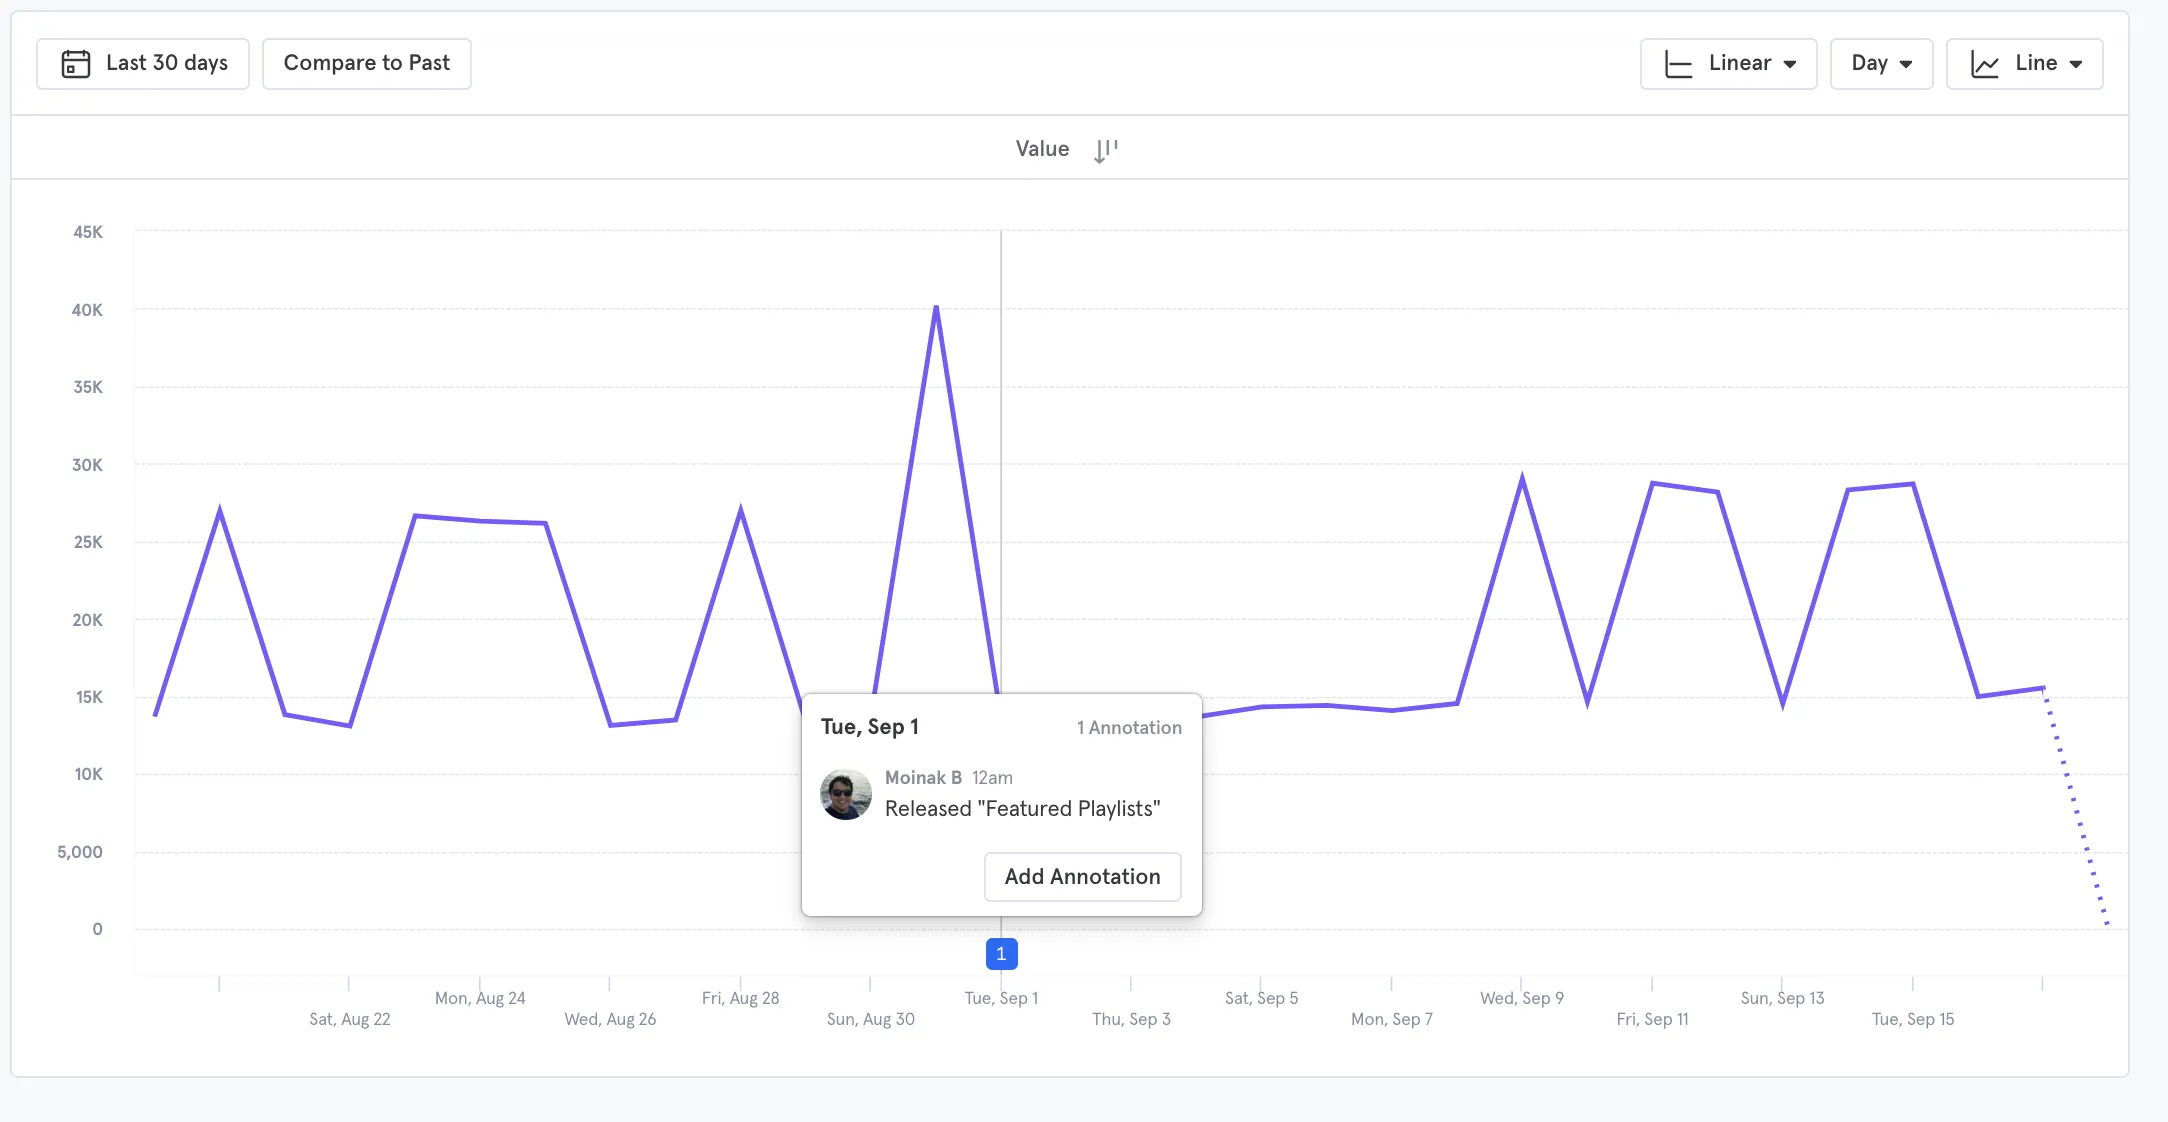 Last 30 days
Compare to Past
Linear
Day
Line
Value
45K
40K
35K
30K
25K
20K
15K
10K
5,000
0
Tue, Sep 1
1 Annotation
Moinak B 12am
Released "Featured Playlists"
Add Annotation
1
Sat, Aug 22
Mon, Aug 24
Wed, Aug 26
Fri, Aug 28
Sun, Aug 30
Tue, Sep 1
Thu, Sep 3
Sat, Sep 5
Mon, Sep 7
Wed, Sep 9
Fri, Sep 11
Sun, Sep 13
Tue, Sep 15